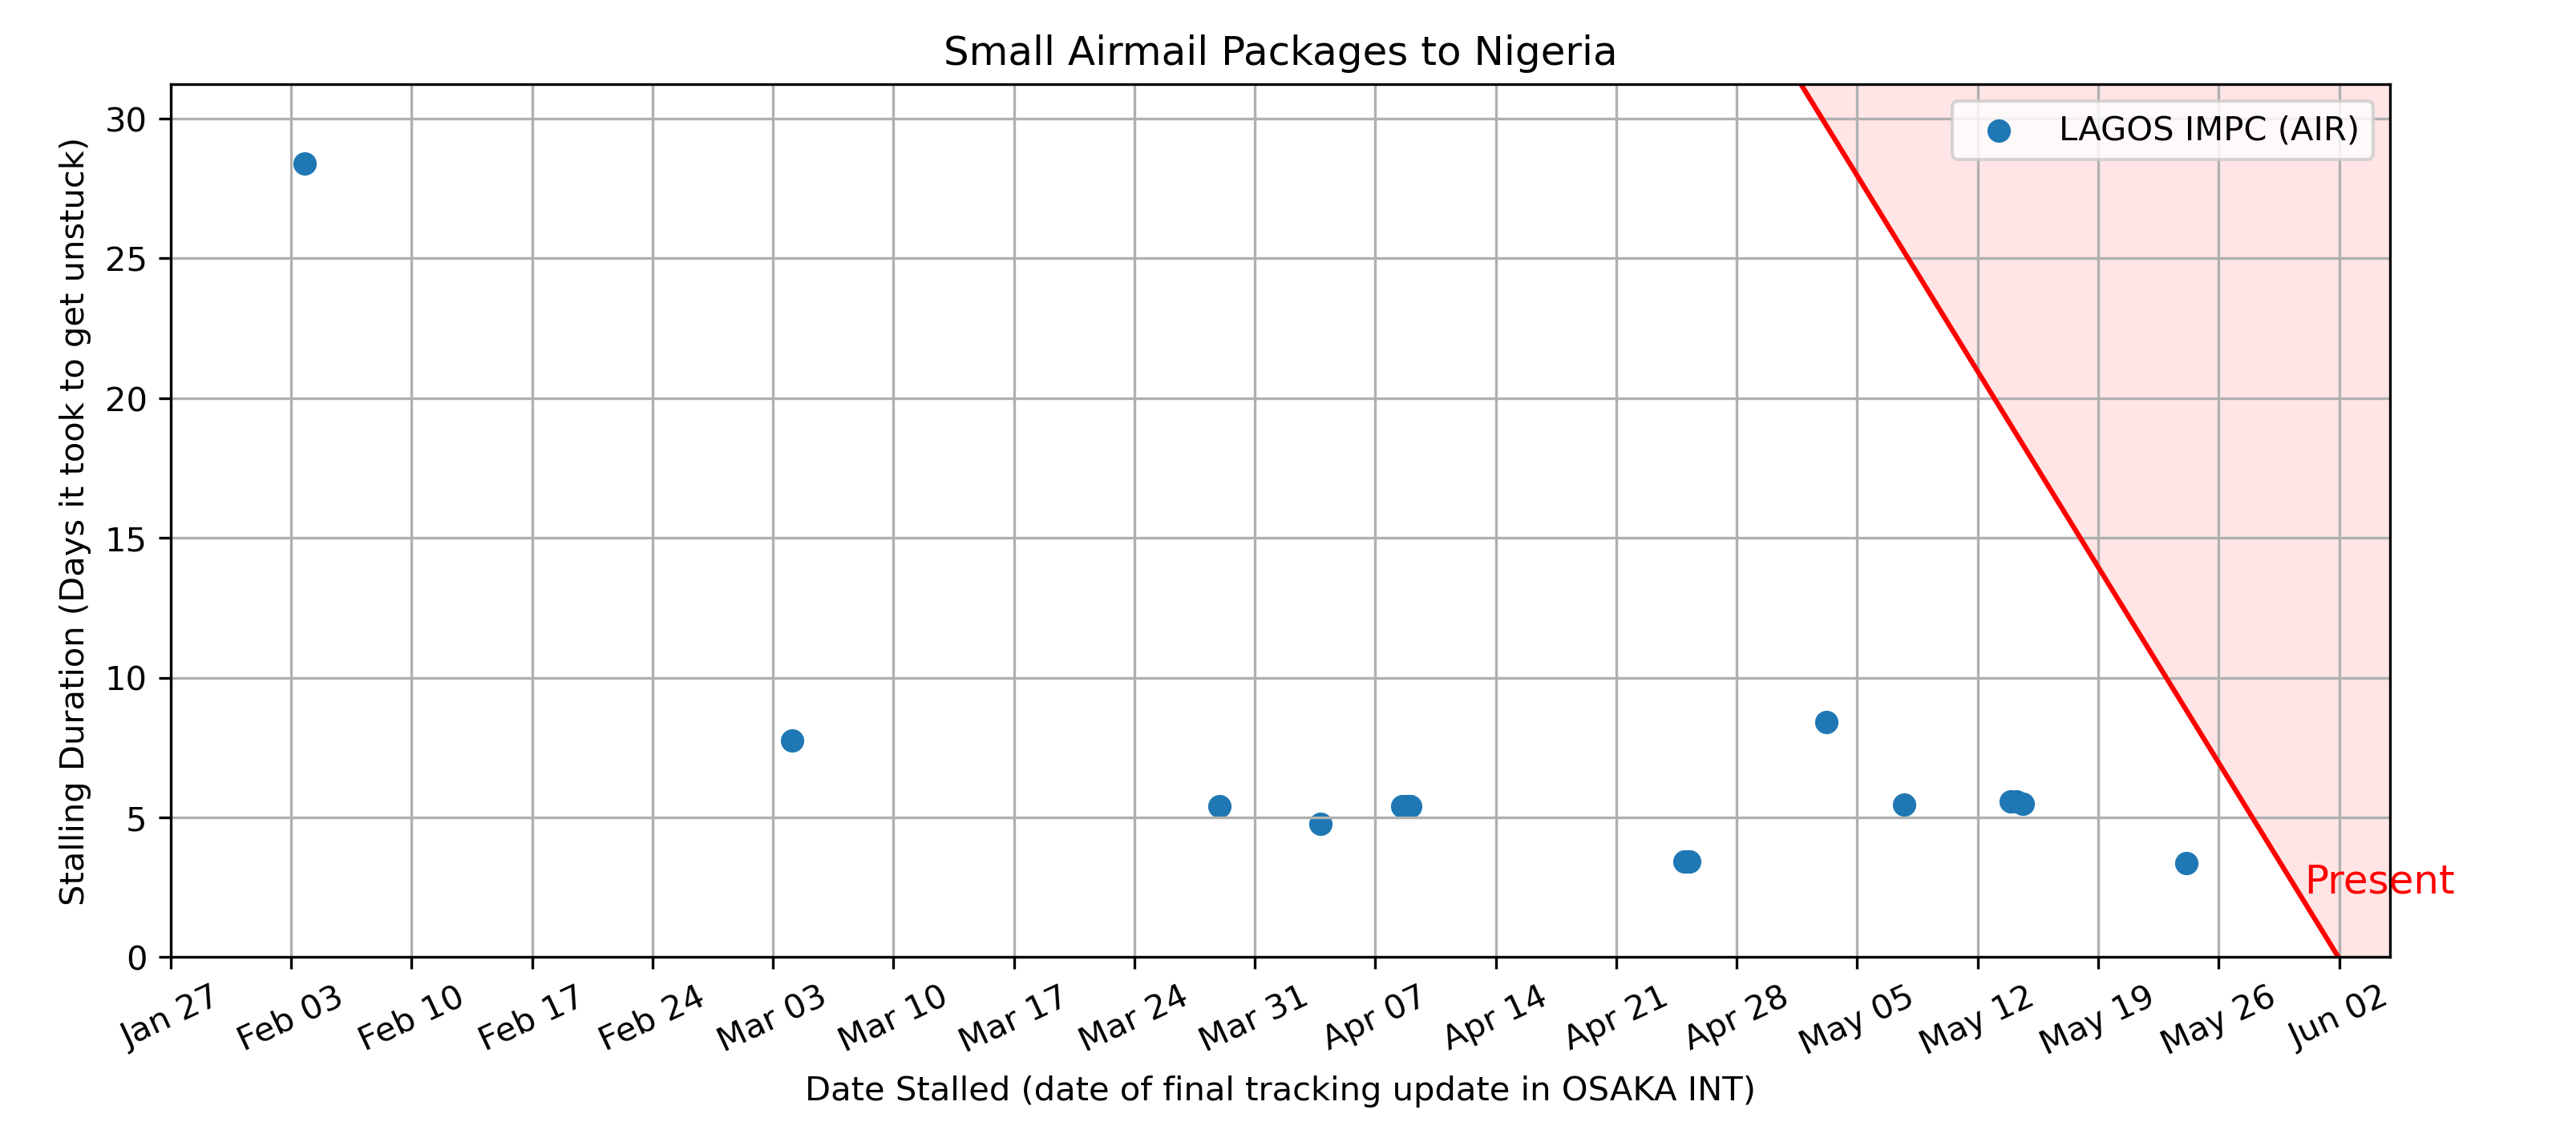 Small Airmail Packages to Nigeria
LAGOS IMPC (AIR)
Stalling Duration (Days it took to get unstuck)
30
25
20
15
10
5
0
Present
Jan 27
Feb 03
Feb 10
Feb 17
Feb 24
Mar 03
Mar 10
Mar 17
Mar 24
Mar 31
Apr 07
Apr 14
Apr 21
Apr 28
May 05
May 12
May 19
May 26
Jun 02
Date Stalled (date of final tracking update in OSAKA INT)